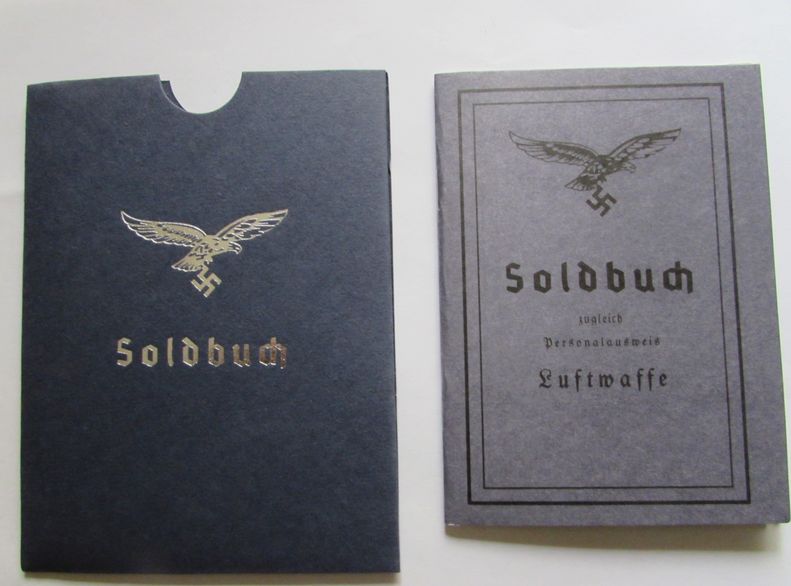 Soldbuch
Soldbuch
zugleich
Personalausweis
Luftwaffe